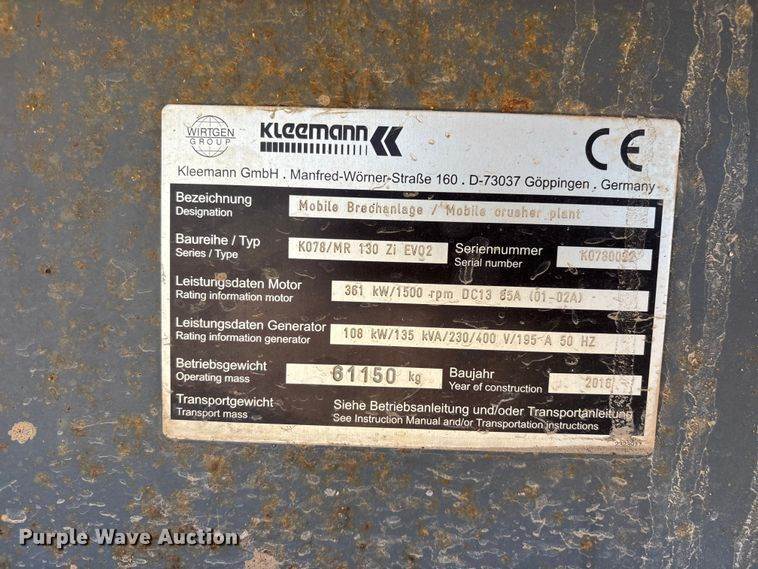 WIRTGEN GROUP
Kleemann
CE
Kleemann GmbH . Manfred-Wörner-Straße 160 . D-73037 Göppingen . Germany
Bezeichnung
Designation
Mobile Brechanlage / Mobile crusher plant
Baureihe / Typ
Series / Type
K078/MR 130 Zi EVO2
Seriennummer
Serial number
Leistungsdaten Motor
Rating information motor
361 kW/1500 rpm DC13 85A (01-02A)
Leistungsdaten Generator
Rating information generator
108 kW/135 kVA/230/400 V/195 A 50 HZ
Betriebsgewicht
Operating mass
61150 kg
Baujahr
Year of construction
Transportgewicht
Transport mass
Siehe Betriebsanleitung und/oder Transportanleitung
See Instruction Manual and/or Transportation instructions
Purple Wave Auction